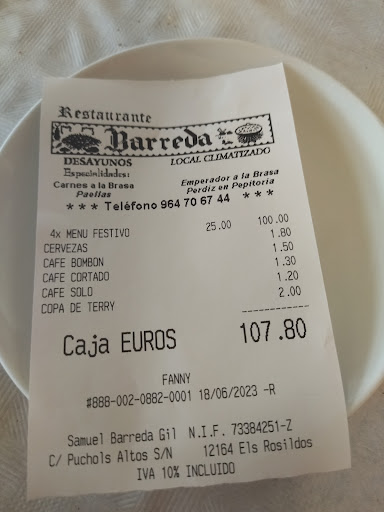 Restaurante
Barreda
DESAYUNOS LOCAL CLIMATIZADO
Especialidades:
Carnes a la Brasa Emperador a la Brasa
Paellas Perdiz en Pepitoria
*** Teléfono 964 70 67 44 ***
4x MENU FESTIVO 25.00 100.00
CERVEZAS 1.80
CAFE BOMBON 1.50
CAFE CORTADO 1.30
CAFE SOLO 1.20
COPA DE TERRY 2.00
------------
Caja EUROS 107.80
FANNY
#888-002-0882-0001 18/06/2023 -R
Samuel Barreda Gil N.I.F. 73384251-Z
C/ Puchols Altos S/N 12164 Els Rosildos
IVA 10% INCLUIDO